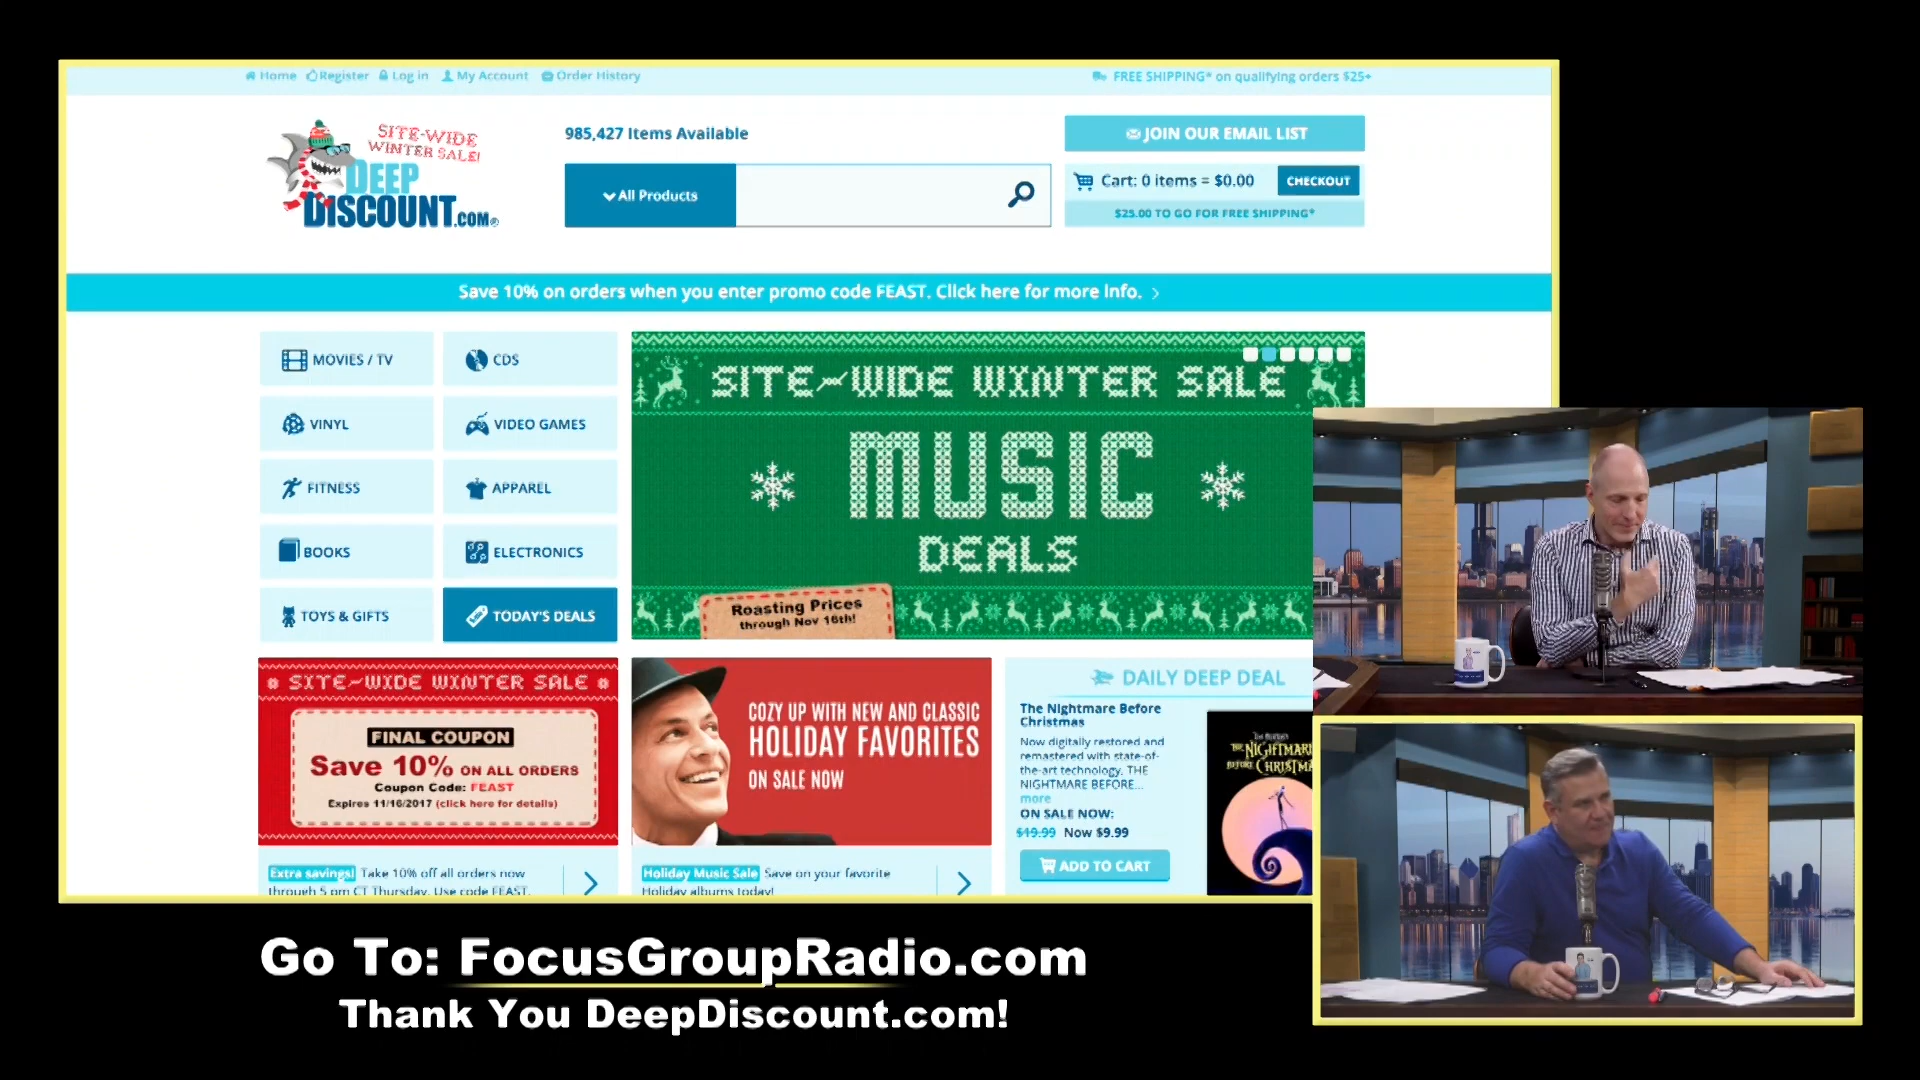 Home Register Log in My Account Order History
FREE SHIPPING* on qualifying orders $25+
SITE-WIDE
WINTER SALE!
DEEP
DISCOUNT.COM®
985,427 Items Available
All Products
JOIN OUR EMAIL LIST
Cart: 0 items = $0.00 CHECKOUT
$25.00 TO GO FOR FREE SHIPPING*
Save 10% on orders when you enter promo code FEAST. Click here for more info.
MOVIES / TV CDS
VINYL VIDEO GAMES
FITNESS APPAREL
BOOKS ELECTRONICS
TOYS & GIFTS TODAY'S DEALS
SITE-WIDE WINTER SALE
MUSIC
DEALS
Roasting Prices
through Nov 16th!
SITE-WIDE WINTER SALE
FINAL COUPON
Save 10% ON ALL ORDERS
Coupon Code: FEAST
Expires 11/16/2017 (click here for details)
Extra savings! Take 10% off all orders now
through 5 pm CT Thursday. Use code FEAST.
COZY UP WITH NEW AND CLASSIC
HOLIDAY FAVORITES
ON SALE NOW
Holiday Music Sale Save on your favorite
Holiday albums today!
DAILY DEEP DEAL
The Nightmare Before
Christmas
Now digitally restored and
remastered with state-of-
the-art technology, THE
NIGHTMARE BEFORE...
more
ON SALE NOW:
$19.99 Now $9.99
ADD TO CART
Go To: FocusGroupRadio.com
Thank You DeepDiscount.com!